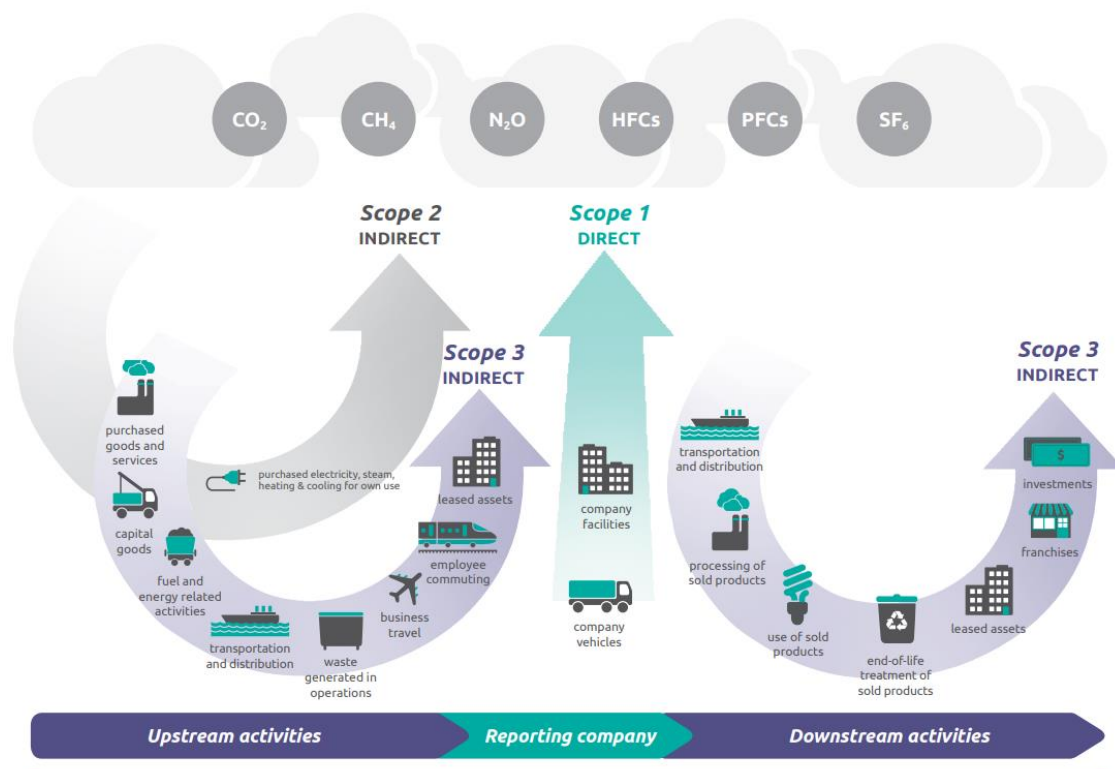 CO₂
CH₄
N₂O
HFCs
PFCs
SF₆
Scope 2
INDIRECT
Scope 1
DIRECT
Scope 3
INDIRECT
Scope 3
INDIRECT
purchased
goods and
services
capital
goods
fuel and
energy related
activities
purchased electricity, steam,
heating & cooling for own use
transportation
and distribution
waste
generated in
operations
business
travel
employee
commuting
leased assets
company
facilities
company
vehicles
transportation
and distribution
processing of
sold products
use of sold
products
end-of-life
treatment of
sold products
leased assets
franchises
$
investments
Upstream activities
Reporting company
Downstream activities